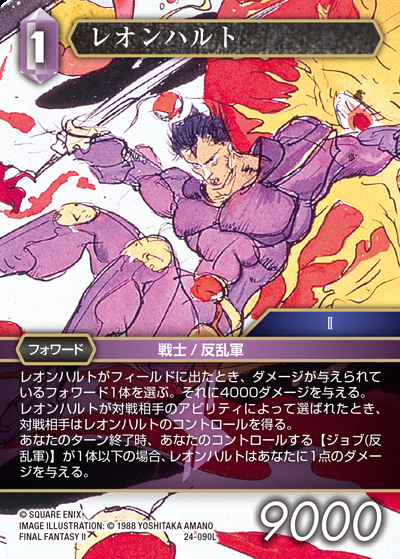 1
レオンハルト
II
フォワード
戦士 / 反乱軍
レオンハルトがフィールドに出たとき、ダメージが与えられて
いるフォワード1体を選ぶ。それに4000ダメージを与える。
レオンハルトが対戦相手のアビリティによって選ばれたとき、
対戦相手はレオンハルトのコントロールを得る。
あなたのターン終了時、あなたのコントロールする【ジョブ(反
乱軍)】が1体以下の場合、レオンハルトはあなたに1点のダメー
ジを与える。
© SQUARE ENIX
IMAGE ILLUSTRATION: © 1988 YOSHITAKA AMANO
FINAL FANTASY II
24-090L
9000